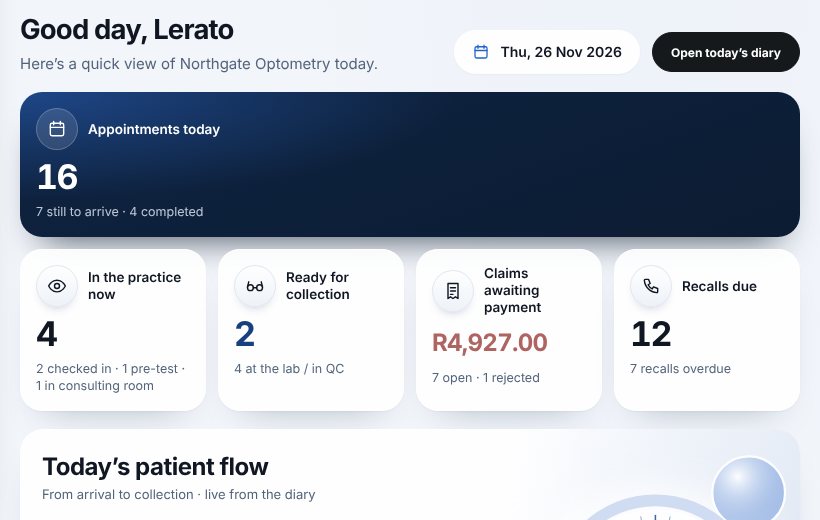 Good day, Lerato
Here’s a quick view of Northgate Optometry today.
Thu, 26 Nov 2026
Open today’s diary
Appointments today
16
7 still to arrive · 4 completed
In the practice
now
4
2 checked in · 1 pre-test ·
1 in consulting room
Ready for
collection
2
4 at the lab / in QC
Claims
awaiting
payment
R4,927.00
7 open · 1 rejected
Recalls due
12
7 recalls overdue
Today’s patient flow
From arrival to collection · live from the diary